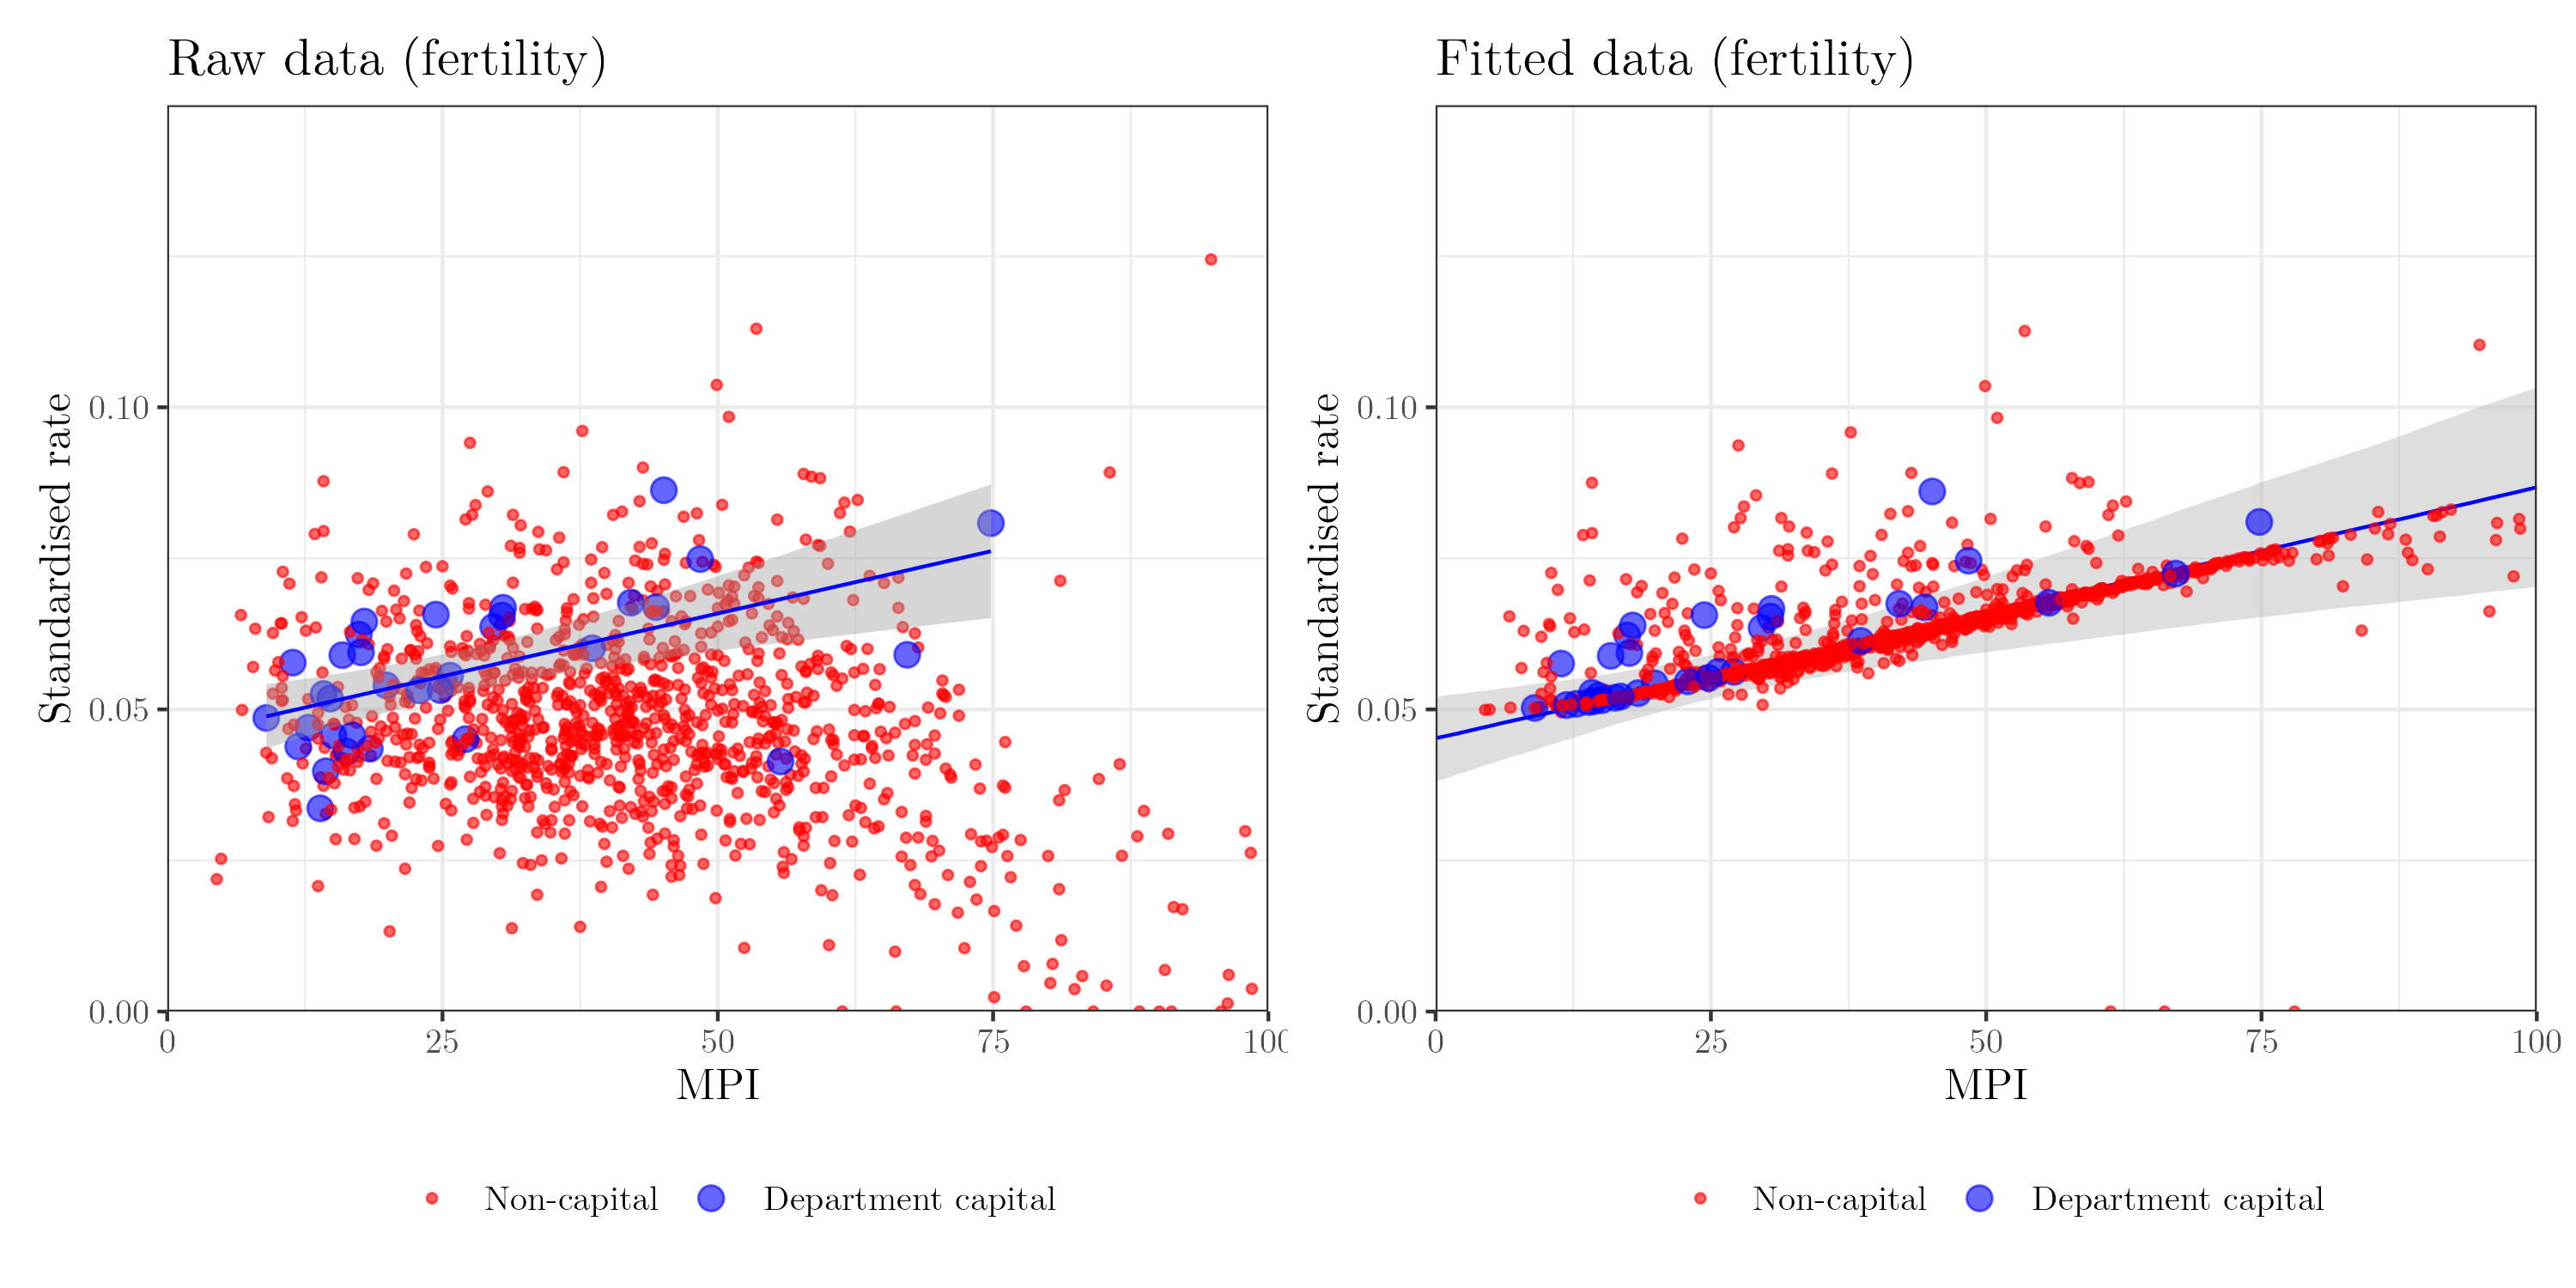 Raw data (fertility)
Standardised rate
0.10
0.05
0.00
0 25 50 75 100
MPI
Non-capital Department capital
Fitted data (fertility)
Standardised rate
0.10
0.05
0.00
0 25 50 75 100
MPI
Non-capital Department capital